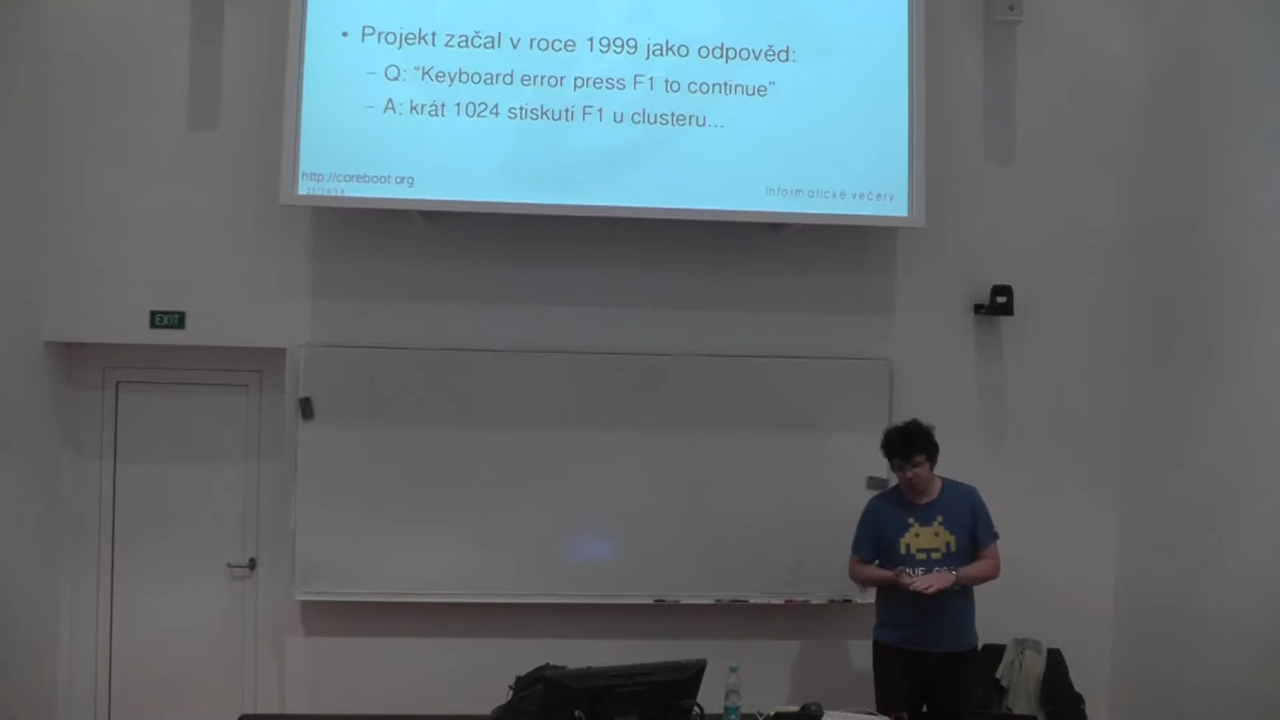 • Projekt začal v roce 1999 jako odpověd:
– Q: “Keyboard error press F1 to continue”
– A: krát 1024 stiskutí F1 u clusteru...
http://coreboot.org
Informatické večery
EXIT